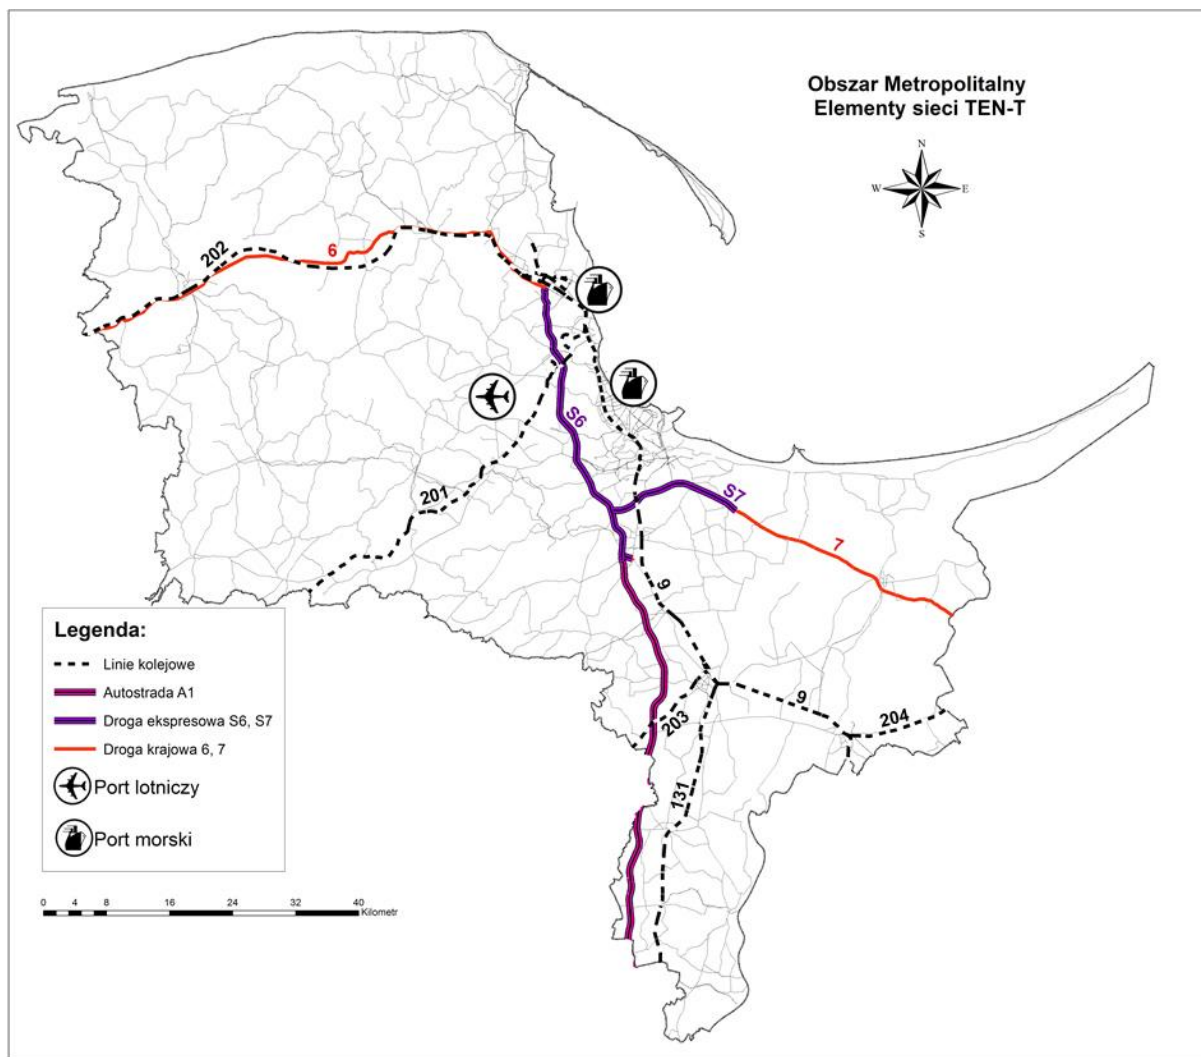 Obszar Metropolitalny
Elementy sieci TEN-T
N
W
E
S
202
6
S6
201
S7
7
9
9
204
203
131
Legenda:
Linie kolejowe
Autostrada A1
Droga ekspresowa S6, S7
Droga krajowa 6, 7
Port lotniczy
Port morski
0 4 8 16 24 32 40
Kilometr